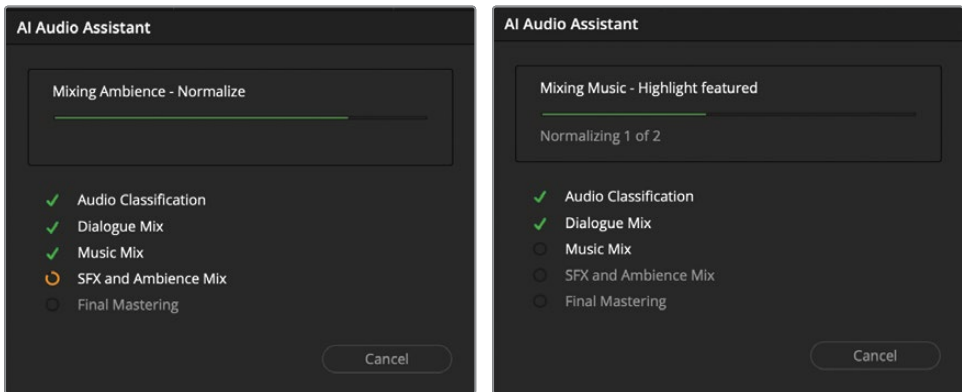 AI Audio Assistant
Mixing Ambience - Normalize
Audio Classification
Dialogue Mix
Music Mix
SFX and Ambience Mix
Final Mastering
Cancel
AI Audio Assistant
Mixing Music - Highlight featured
Normalizing 1 of 2
Audio Classification
Dialogue Mix
Music Mix
SFX and Ambience Mix
Final Mastering
Cancel